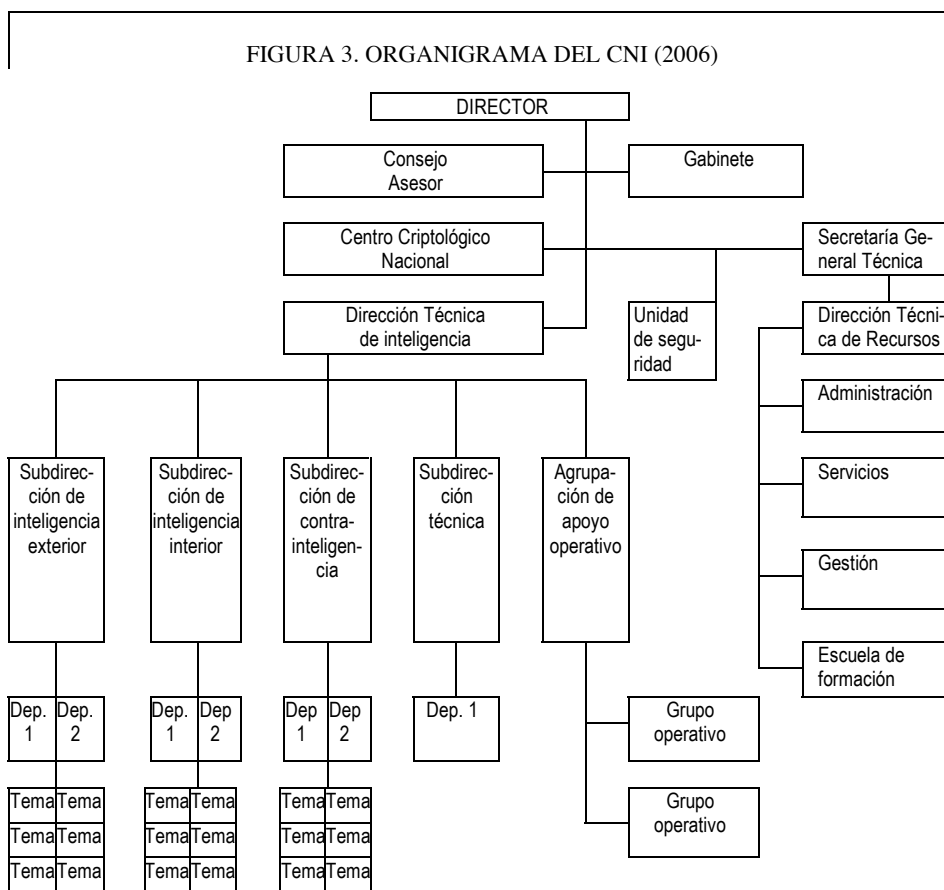 FIGURA 3. ORGANIGRAMA DEL CNI (2006)
DIRECTOR
Consejo
Asesor
Gabinete
Centro Criptológico
Nacional
Secretaría Ge-
neral Técnica
Dirección Técnica
de inteligencia
Unidad
de segu-
ridad
Dirección Técni-
ca de Recursos
Administración
Servicios
Gestión
Escuela de
formación
Subdirec-
ción de
inteligencia
exterior
Subdirec-
ción de
inteligencia
interior
Subdirec-
ción de
contra-
inteligen-
cia
Subdirec-
ción
técnica
Agrupa-
ción de
apoyo
operativo
Dep.
1
Dep.
2
Dep.
1
Dep
2
Dep
1
Dep
2
Dep. 1
Grupo
operativo
Grupo
operativo
Tema Tema
Tema Tema
Tema Tema
Tema Tema
Tema Tema
Tema Tema
Tema Tema
Tema Tema
Tema Tema